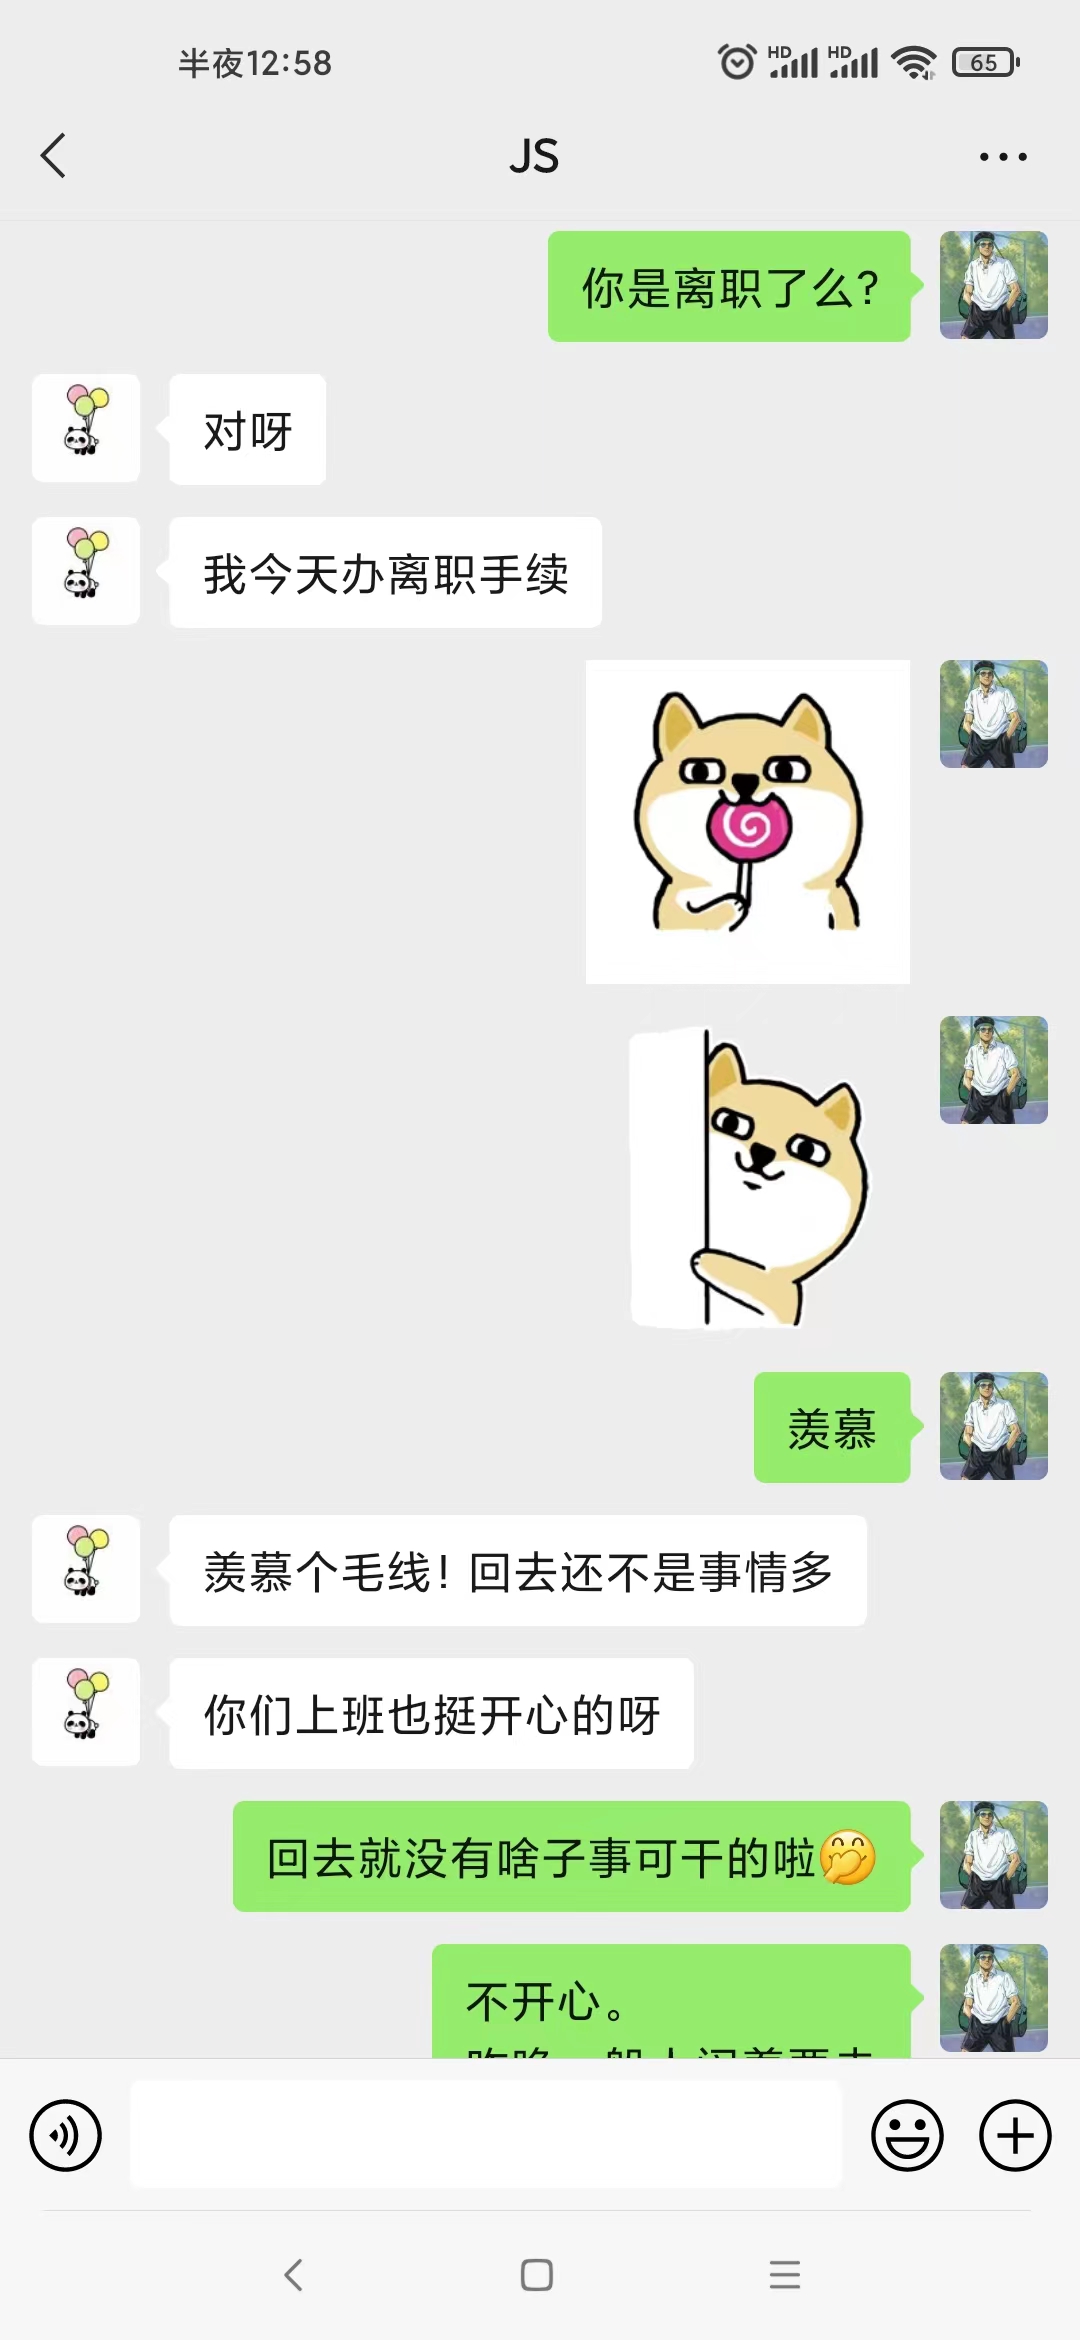 半夜12:58
HD HD 65
JS
你是离职了么?
对呀
我今天办离职手续
羡慕
羡慕个毛线! 回去还不是事情多
你们上班也挺开心的呀
回去就没有啥子事可干的啦🤭
不开心。